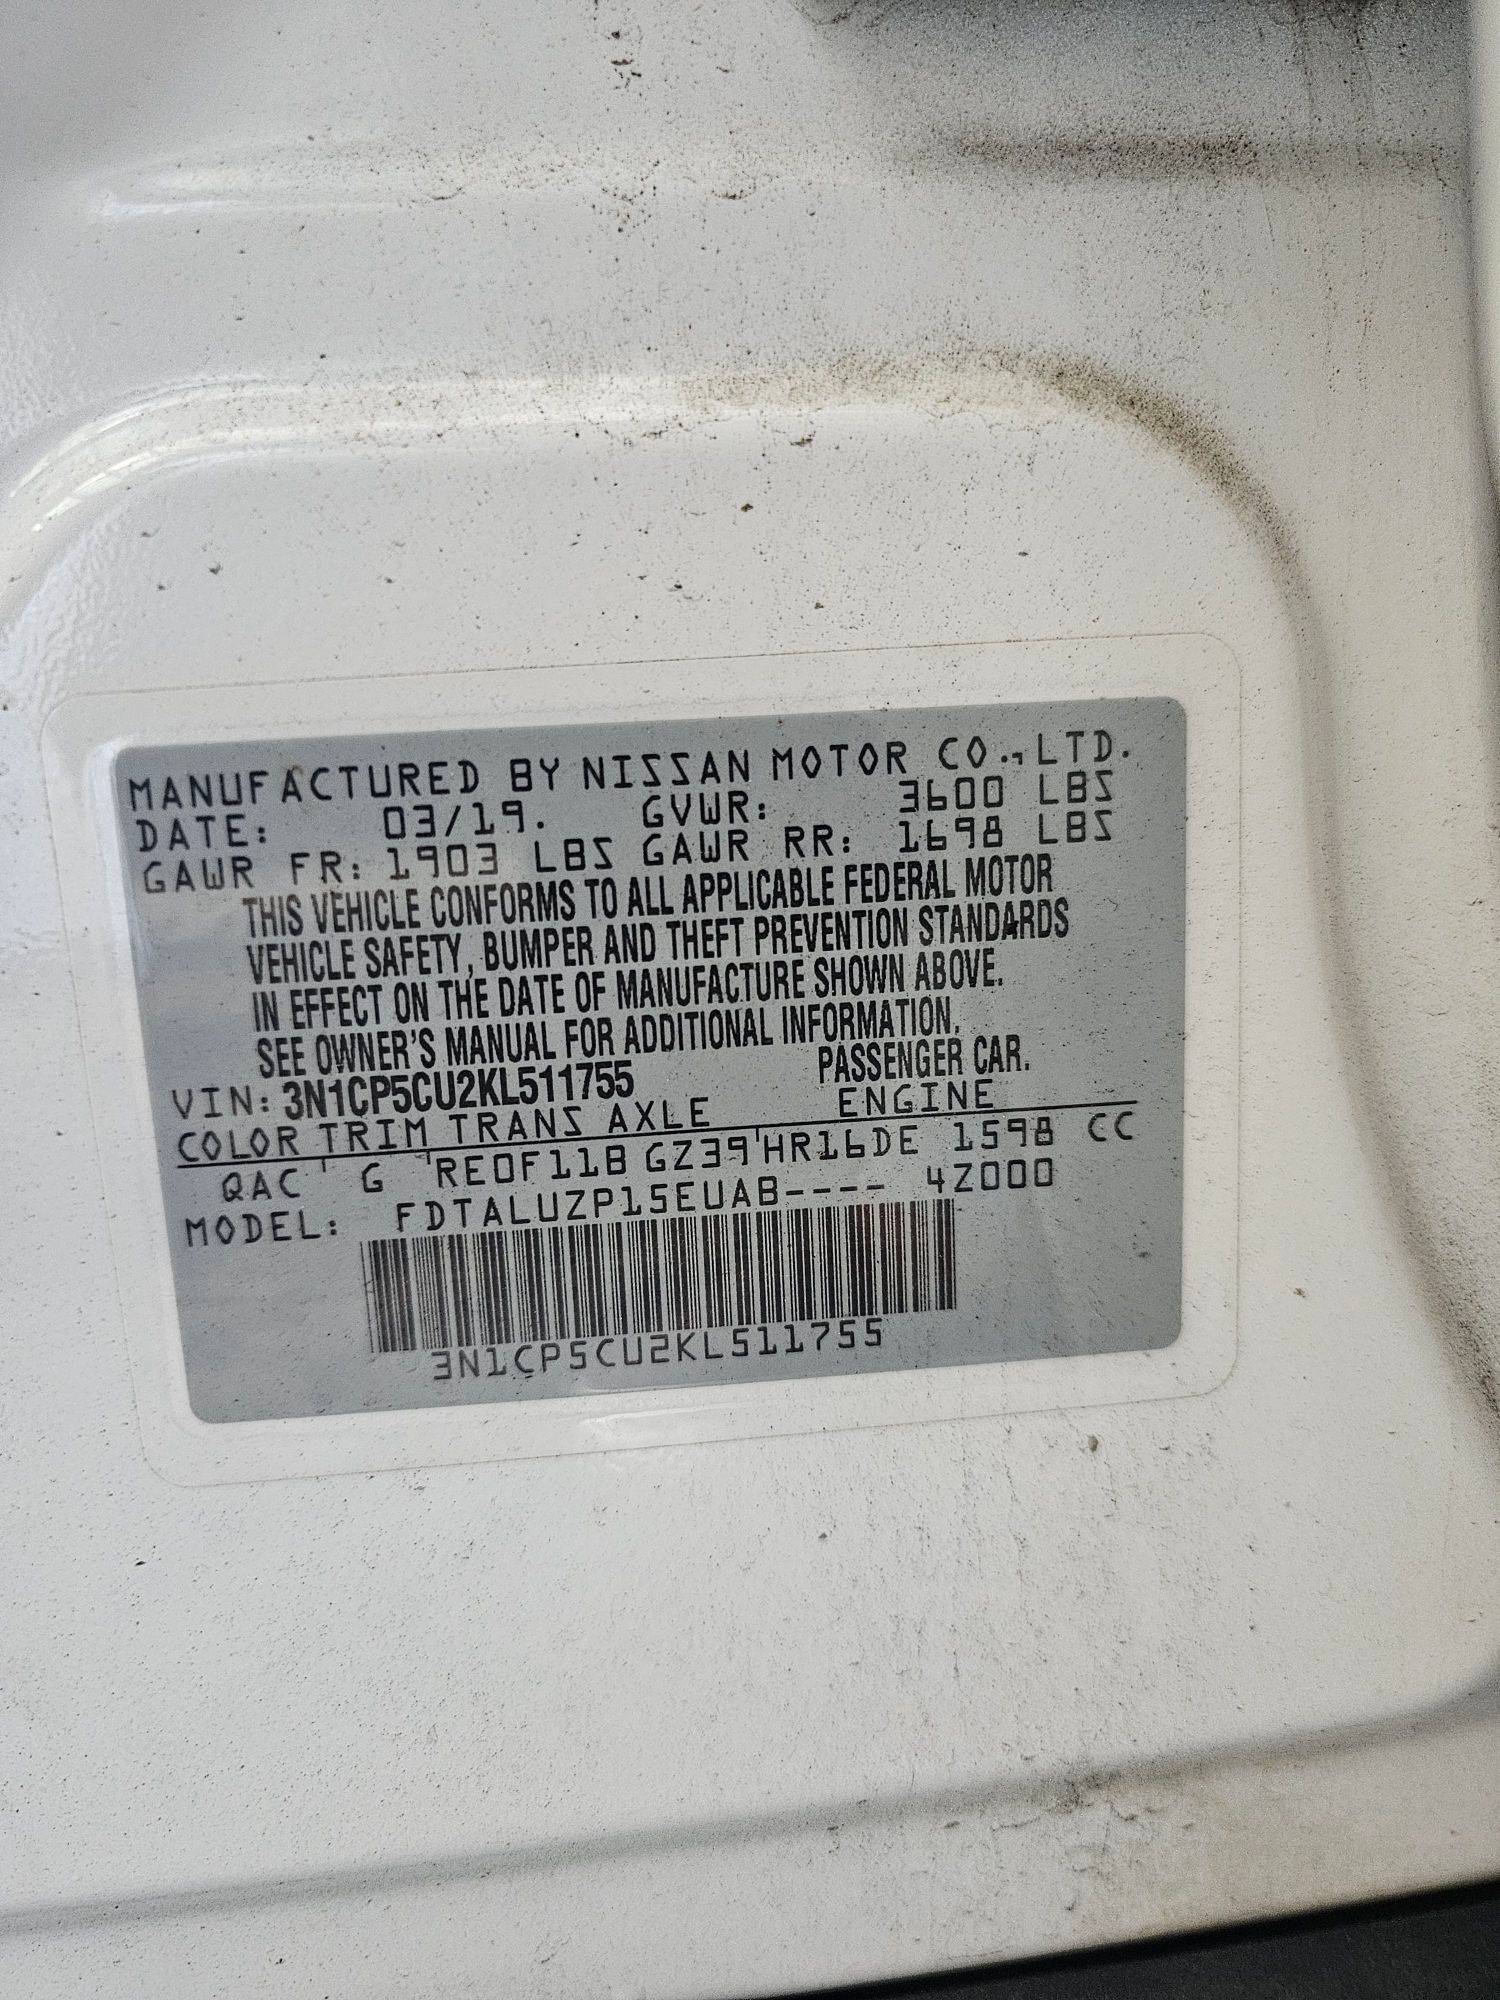 MANUFACTURED BY NISSAN MOTOR CO.,LTD.
DATE: 03/19. GVWR: 3600 LBS
GAWR FR: 1903 LBS GAWR RR: 1698 LBS
THIS VEHICLE CONFORMS TO ALL APPLICABLE FEDERAL MOTOR
VEHICLE SAFETY, BUMPER AND THEFT PREVENTION STANDARDS
IN EFFECT ON THE DATE OF MANUFACTURE SHOWN ABOVE.
SEE OWNER'S MANUAL FOR ADDITIONAL INFORMATION.
VIN: 3N1CP5CU2KL511755 PASSENGER CAR.
COLOR TRIM TRANS AXLE ENGINE
QAC G RE0F11B GZ39 HR16DE 1598 CC
MODEL: FDTALUZP15EUAB---- 4Z000
3N1CP5CU2KL511755